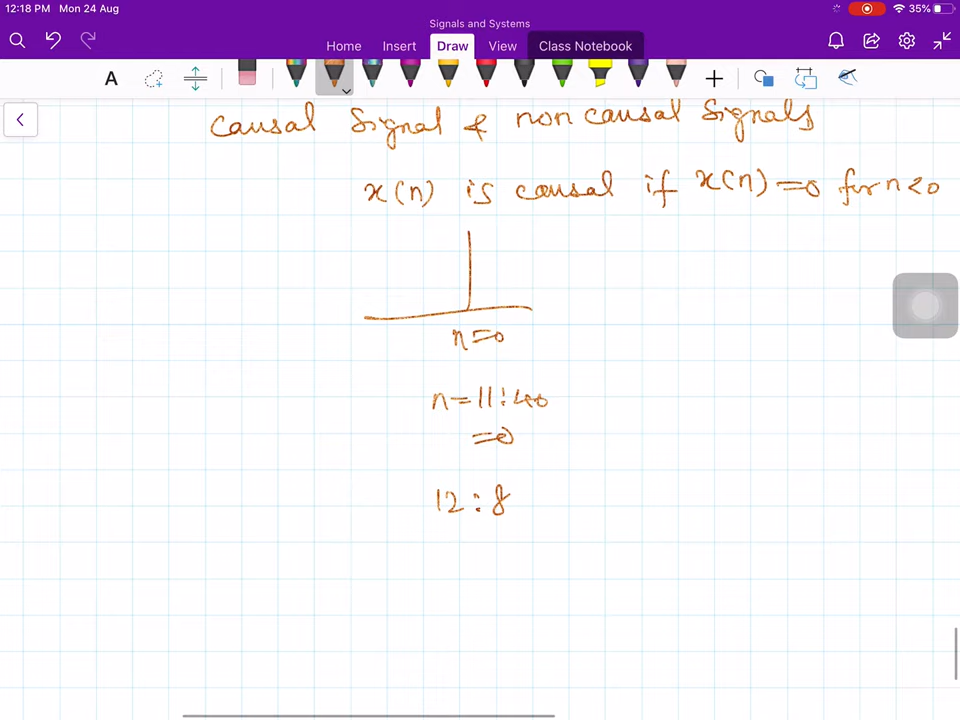 12:18 PM Mon 24 Aug
35%
Signals and Systems
Home Insert Draw View Class Notebook
A
causal Signal & non causal Signals
x(n) is causal if x(n) =0 for n<0
n=0
n=11:40
=0
12:8